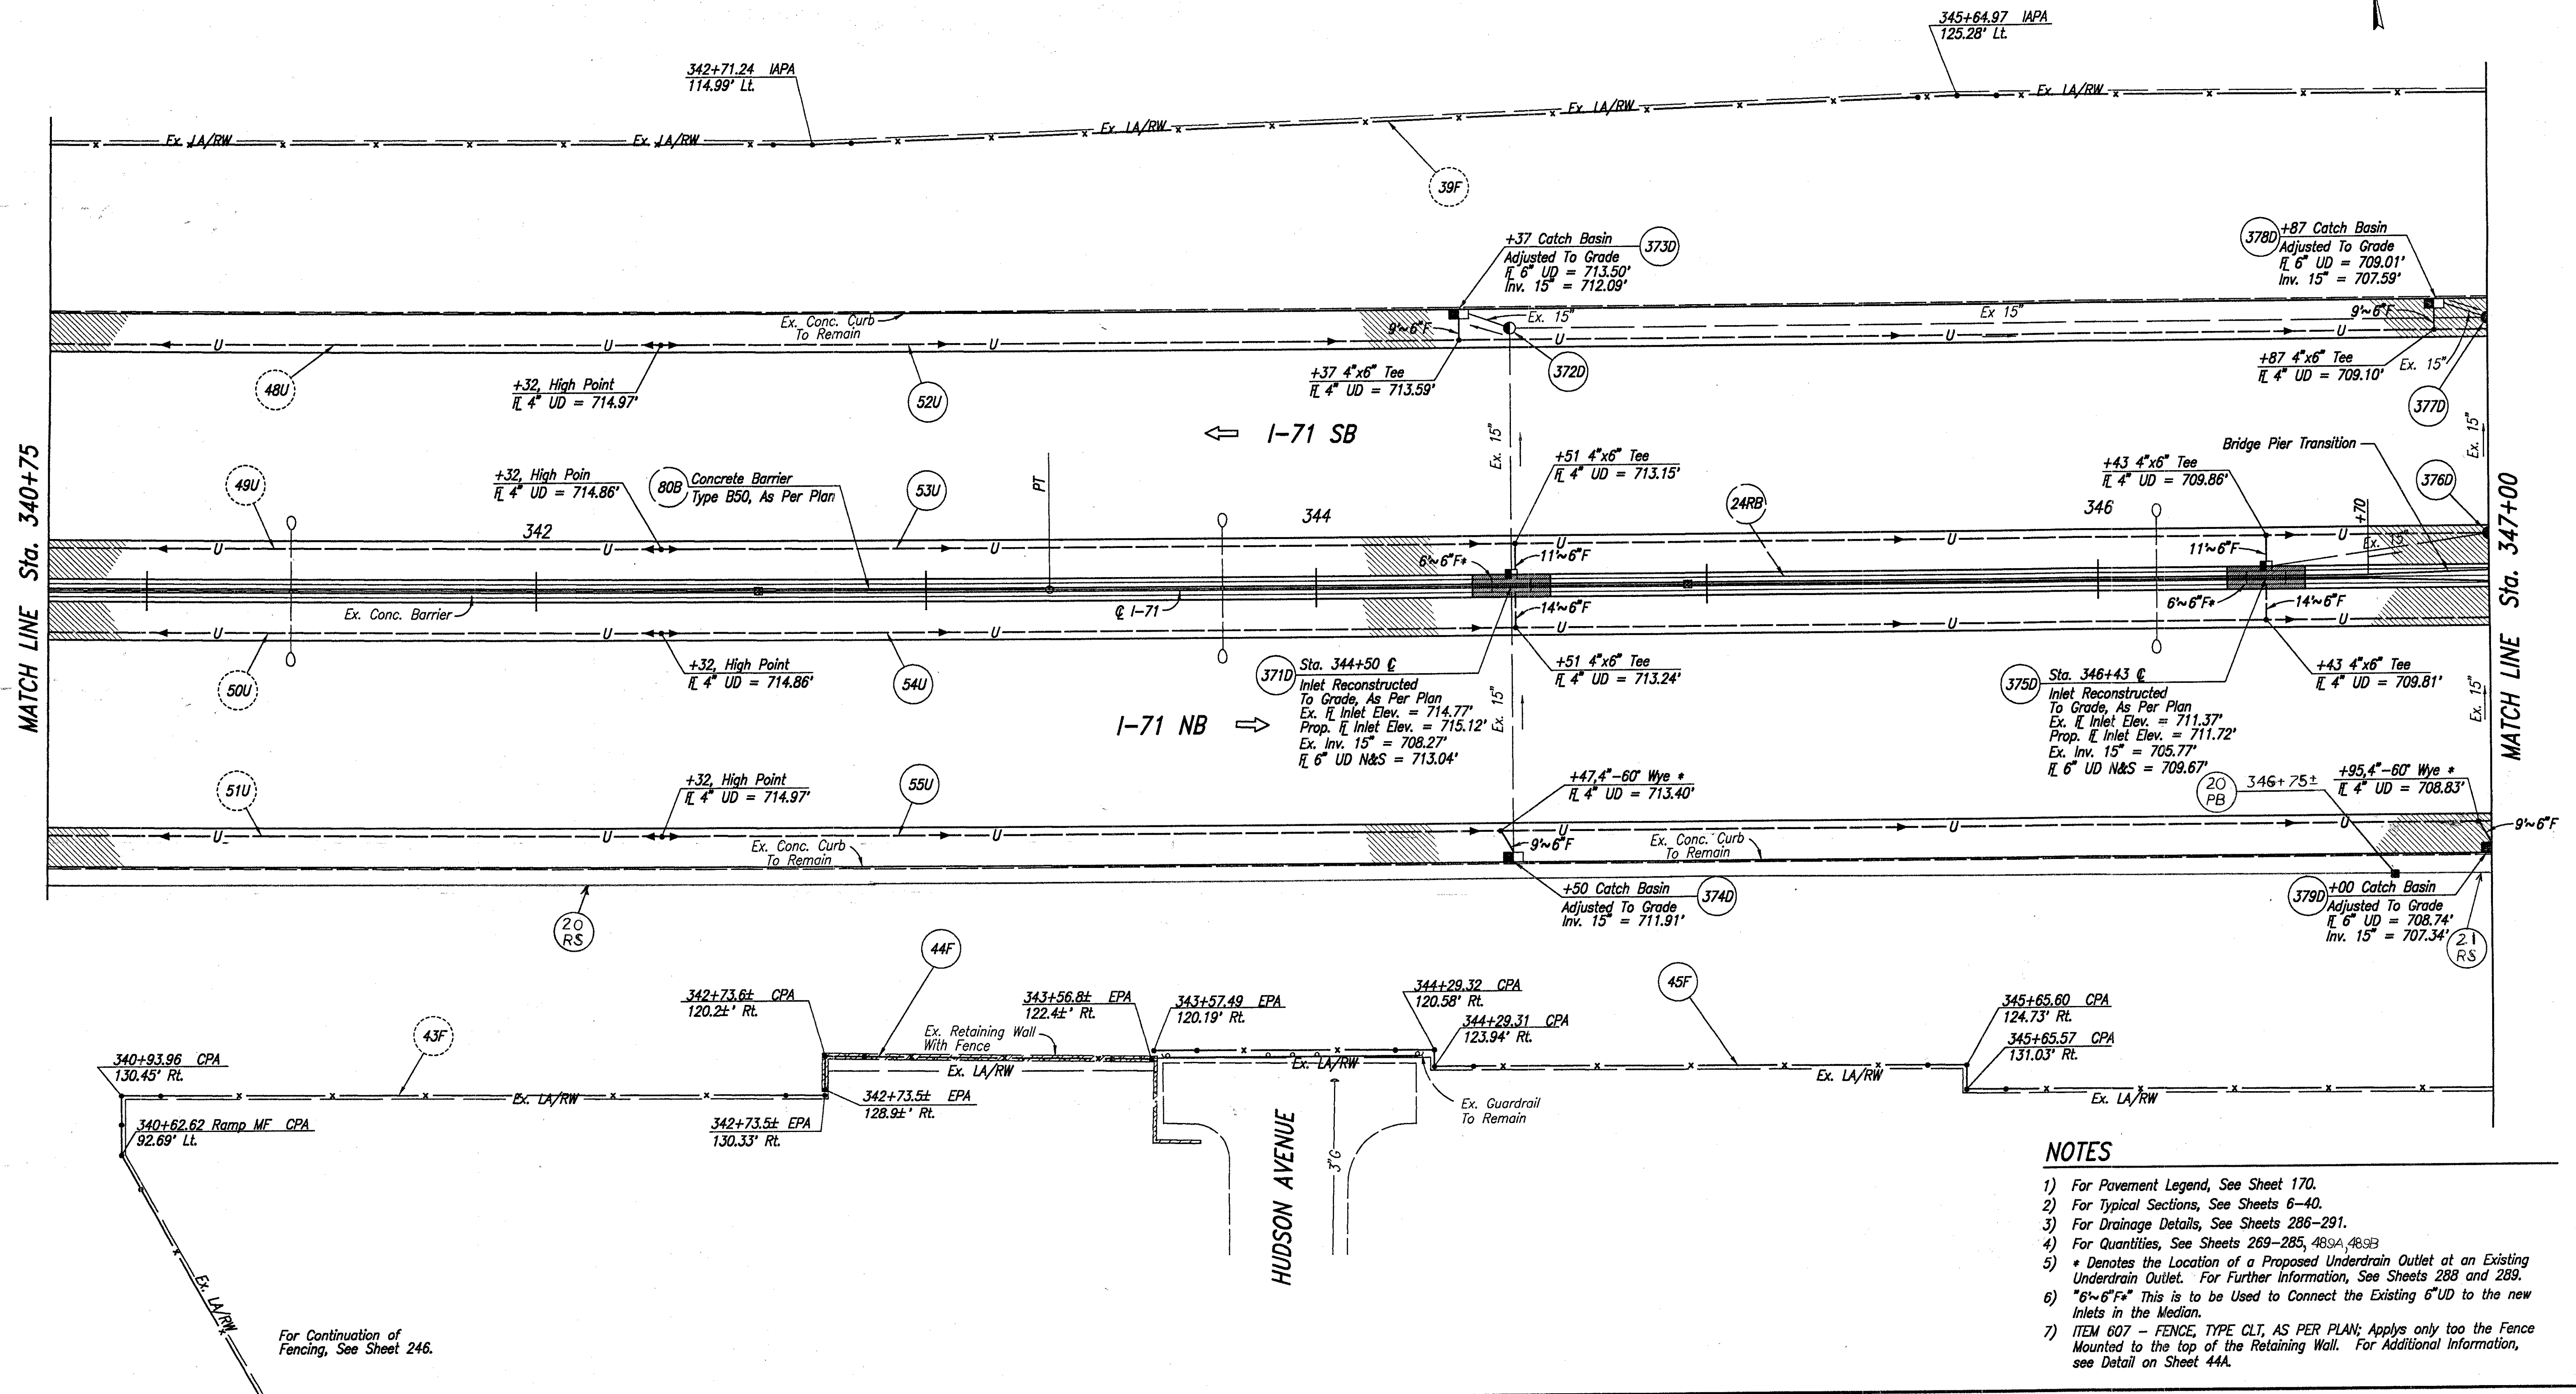 345+64.97 IAPA
125.28' Lt.
342+71.24 IAPA
114.99' Lt.
Ex. LA/RW
Ex. LA/RW
Ex. LA/RW
Ex. LA/RW
Ex. LA/RW
39F
+37 Catch Basin
Adjusted To Grade
FL 6" UD = 713.50'
Inv. 15" = 712.09'
373D
378D
+87 Catch Basin
Adjusted To Grade
FL 6" UD = 709.01'
Inv. 15" = 707.59'
Ex. Conc. Curb
To Remain
9'~6"F
Ex. 15"
Ex 15"
9'~6"F
U
U
U
U
U
U
48U
+32, High Point
FL 4" UD = 714.97'
52U
+37 4"x6" Tee
FL 4" UD = 713.59'
372D
+87 4"x6" Tee
FL 4" UD = 709.10'
Ex. 15"
377D
I-71 SB
Ex. 15"
Ex. 15"
MATCH LINE Sta. 340+75
49U
+32, High Poin
FL 4" UD = 714.86'
80B
Concrete Barrier
Type B50, As Per Plan
53U
PT
+51 4"x6" Tee
FL 4" UD = 713.15'
24RB
+43 4"x6" Tee
FL 4" UD = 709.86'
Bridge Pier Transition
376D
MATCH LINE Sta. 347+00
342
344
346
+70
U
U
U
U
U
U
6'~6"F*
11'~6"F
11'~6"F
Ex. 15"
Ex. Conc. Barrier
℄ I-71
14'~6"F
6'~6"F*
14'~6"F
U
U
U
U
U
U
50U
+32, High Point
FL 4" UD = 714.86'
54U
371D
Sta. 344+50 ℄
Inlet Reconstructed
To Grade, As Per Plan
Ex. FL Inlet Elev. = 714.77'
Prop. FL Inlet Elev. = 715.12'
Ex. Inv. 15" = 708.27'
FL 6" UD N&S = 713.04'
+51 4"x6" Tee
FL 4" UD = 713.24'
Ex. 15"
375D
Sta. 346+43 ℄
Inlet Reconstructed
To Grade, As Per Plan
Ex. FL Inlet Elev. = 711.37'
Prop. FL Inlet Elev. = 711.72'
Ex. Inv. 15" = 705.77'
FL 6" UD N&S = 709.67'
+43 4"x6" Tee
FL 4" UD = 709.81'
Ex. 15"
I-71 NB
51U
+32, High Point
FL 4" UD = 714.97'
55U
+47,4"-60° Wye *
FL 4" UD = 713.40'
20
PB
346+75±
+95,4"-60° Wye *
FL 4" UD = 708.83'
U
U
U
U
U
U
Ex. Conc. Curb
To Remain
9'~6"F
Ex. Conc. Curb
To Remain
9'~6"F
+50 Catch Basin
Adjusted To Grade
Inv. 15" = 711.91'
374D
379D
+00 Catch Basin
Adjusted To Grade
FL 6" UD = 708.74'
Inv. 15" = 707.34'
20
RS
21
RS
44F
342+73.6± CPA
120.2±' Rt.
343+56.8± EPA
122.4±' Rt.
343+57.49 EPA
120.19' Rt.
344+29.32 CPA
120.58' Rt.
344+29.31 CPA
123.94' Rt.
45F
345+65.60 CPA
124.73' Rt.
345+65.57 CPA
131.03' Rt.
43F
Ex. Retaining Wall
With Fence
340+93.96 CPA
130.45' Rt.
Ex. LA/RW
Ex. LA/RW
Ex. LA/RW
Ex. LA/RW
Ex. LA/RW
340+62.62 Ramp MF CPA
92.69' Lt.
342+73.5± EPA
128.9±' Rt.
342+73.5± EPA
130.33' Rt.
Ex. Guardrail
To Remain
HUDSON AVENUE
3"G
Ex. LA/RW
For Continuation of
Fencing, See Sheet 246.
NOTES
1) For Pavement Legend, See Sheet 170.
2) For Typical Sections, See Sheets 6-40.
3) For Drainage Details, See Sheets 286-291.
4) For Quantities, See Sheets 269-285, 489A,489B
5) * Denotes the Location of a Proposed Underdrain Outlet at an Existing
Underdrain Outlet. For Further Information, See Sheets 288 and 289.
6) "6'~6"F*" This is to be Used to Connect the Existing 6"UD to the new
Inlets in the Median.
7) ITEM 607 - FENCE, TYPE CLT, AS PER PLAN; Applys only too the Fence
Mounted to the top of the Retaining Wall. For Additional Information,
see Detail on Sheet 44A.